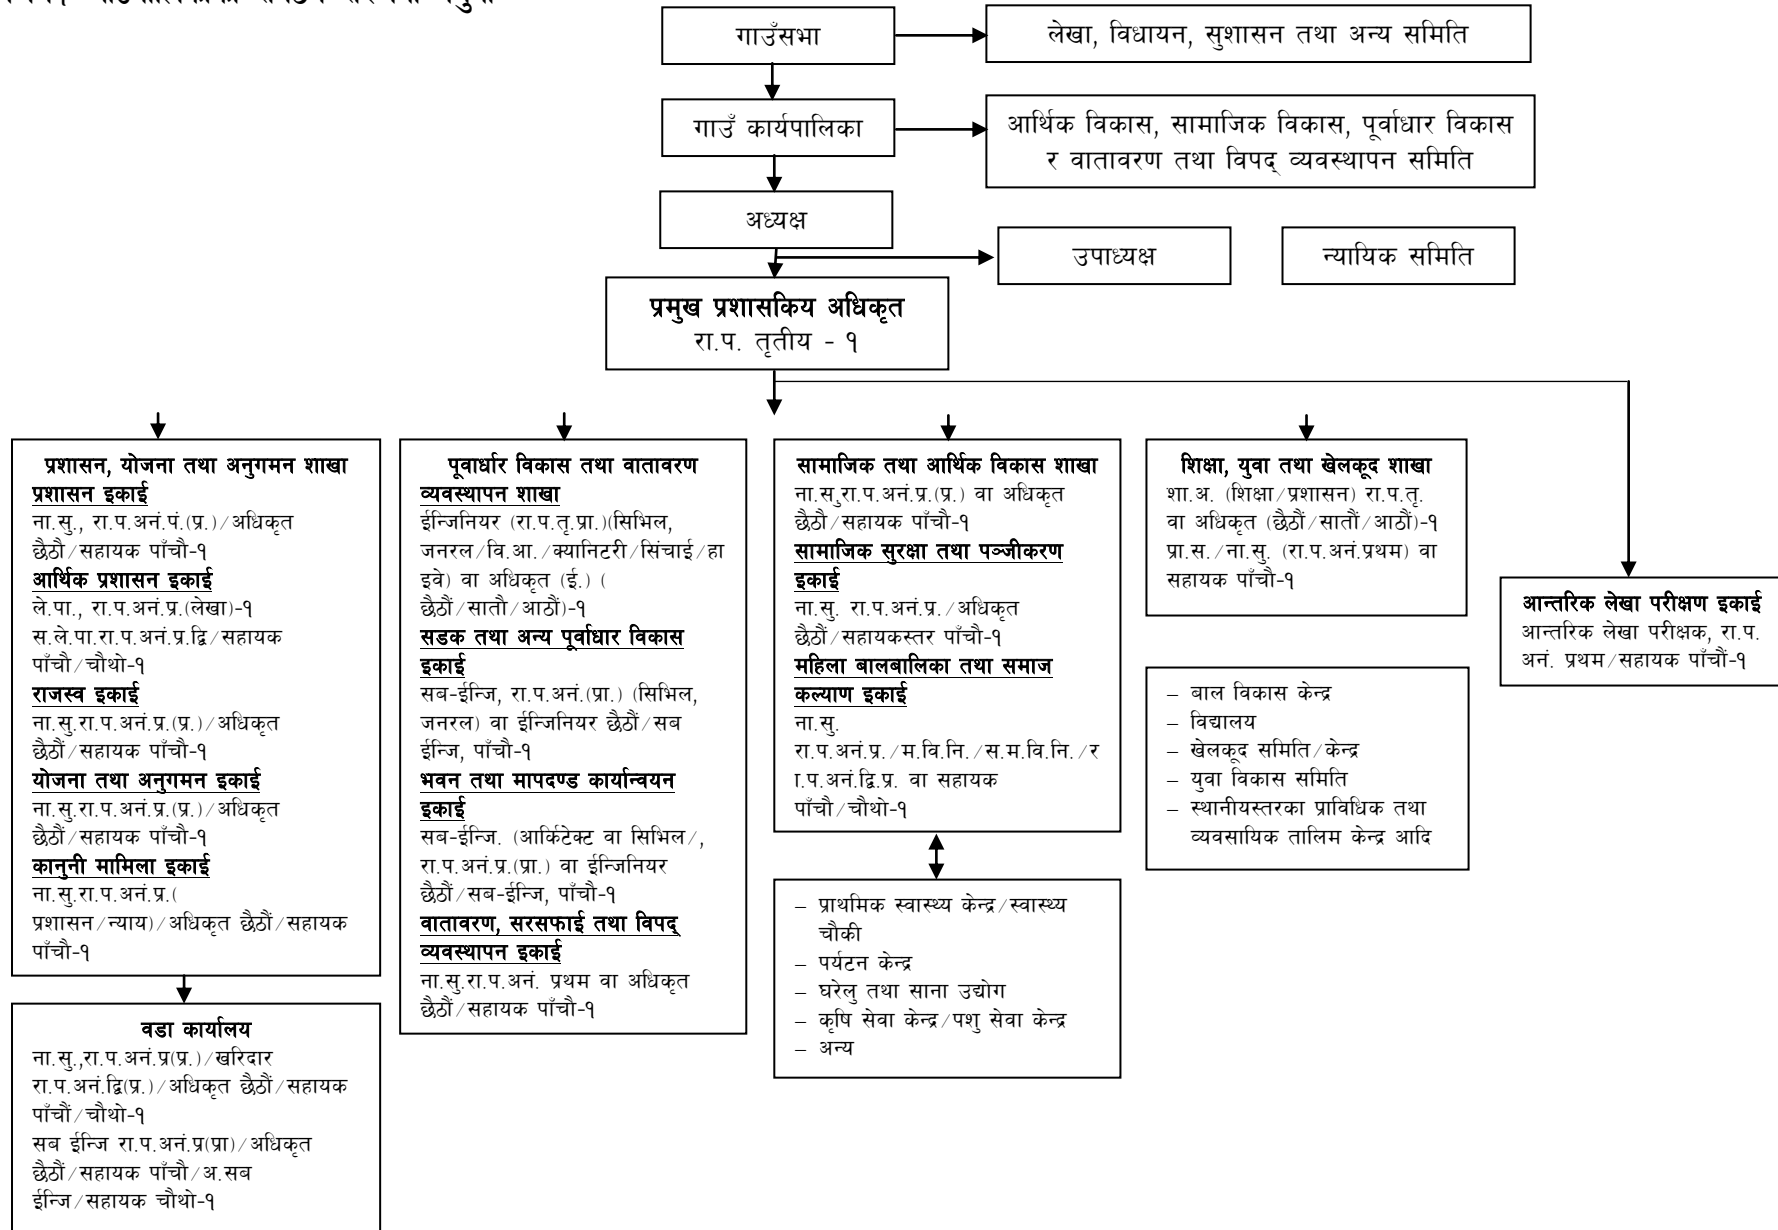 गाउँसभा
लेखा, विधायन, सुशासन तथा अन्य समिति
गाउँ कार्यपालिका
आर्थिक विकास, सामाजिक विकास, पूर्वाधार विकास
र वातावरण तथा विपद् व्यवस्थापन समिति
अध्यक्ष
उपाध्यक्ष
न्यायिक समिति
प्रमुख प्रशासकिय अधिकृत
रा.प. तृतीय - १
प्रशासन, योजना तथा अनुगमन शाखा
प्रशासन इकाई
ना.सु., रा.प.अनं.पं.(प्र.)/अधिकृत
छैठौ/सहायक पाँचौ-१
आर्थिक प्रशासन इकाई
ले.पा., रा.प.अनं.प्र.(लेखा)-१
स.ले.पा.रा.प.अनं.प्र.द्वि/सहायक
पाँचौ/चौथो-१
राजस्व इकाई
ना.सु.रा.प.अनं.प्र.(प्र.)/अधिकृत
छैठौं/सहायक पाँचौ-१
योजना तथा अनुगमन इकाई
ना.सु.रा.प.अनं.प्र.(प्र.)/अधिकृत
छैठौं/सहायक पाँचौ-१
कानुनी मामिला इकाई
ना.सु.रा.प.अनं.प्र.(
प्रशासन/न्याय)/अधिकृत छैठौं/सहायक
पाँचौ-१
वडा कार्यालय
ना.सु.,रा.प.अनं.प्र(प्र.)/खरिदार
रा.प.अनं.द्वि(प्र.)/अधिकृत छैठौं/सहायक
पाँचौं/चौथो-१
सब ईन्जि रा.प.अनं.प्र(प्रा)/अधिकृत
छैठौं/सहायक पाँचौ/अ.सब
ईन्जि/सहायक चौथो-१
पूवार्धार विकास तथा वातावरण
व्यवस्थापन शाखा
ईन्जिनियर (रा.प.तृ.प्रा.)(सिभिल,
जनरल/वि.आ./क्यानिटरी/सिंचाई/हा
इवे) वा अधिकृत (ई.) (
छैठौं/सातौ/आठौं)-१
सडक तथा अन्य पूर्वाधार विकास
इकाई
सब-ईन्जि, रा.प.अनं.(प्रा.) (सिभिल,
जनरल) वा ईन्जिनियर छैठौं/सब
ईन्जि, पाँचौ-१
भवन तथा मापदण्ड कार्यान्वयन
इकाई
सब-ईन्जि. (आर्किटेक्ट वा सिभिल/,
रा.प.अनं.प्र.(प्रा.) वा ईन्जिनियर
छैठौं/सब-ईन्जि, पाँचौ-१
वातावरण, सरसफाई तथा विपद्
व्यवस्थापन इकाई
ना.सु.रा.प.अनं. प्रथम वा अधिकृत
छैठौं/सहायक पाँचौ-१
सामाजिक तथा आर्थिक विकास शाखा
ना.सु,रा.प.अनं.प्र.(प्र.) वा अधिकृत
छैठौ/सहायक पाँचौ-१
सामाजिक सुरक्षा तथा पञ्जीकरण
इकाई
ना.सु. रा.प.अनं.प्र./अधिकृत
छैठौं/सहायकस्तर पाँचौ-१
महिला बालबालिका तथा समाज
कल्याण इकाई
ना.सु.
रा.प.अनं.प्र./म.वि.नि./स.म.वि.नि./र
ा.प.अनं.द्वि.प्र. वा सहायक
पाँचौ/चौथो-१
– प्राथमिक स्वास्थ्य केन्द्र/स्वास्थ्य
चौकी
– पर्यटन केन्द्र
– घरेलु तथा साना उद्योग
– कृषि सेवा केन्द्र/पशु सेवा केन्द्र
– अन्य
शिक्षा, युवा तथा खेलकूद शाखा
शा.अ. (शिक्षा/प्रशासन) रा.प.तृ.
वा अधिकृत (छैठौं/सातौं/आठौं)-१
प्रा.स./ना.सु. (रा.प.अनं.प्रथम) वा
सहायक पाँचौ-१
– बाल विकास केन्द्र
– विद्यालय
– खेलकूद समिति/केन्द्र
– युवा विकास समिति
– स्थानीयस्तरका प्राविधिक तथा
व्यवसायिक तालिम केन्द्र आदि
आन्तरिक लेखा परीक्षण इकाई
आन्तरिक लेखा परीक्षक, रा.प.
अनं. प्रथम/सहायक पाँचौं-१